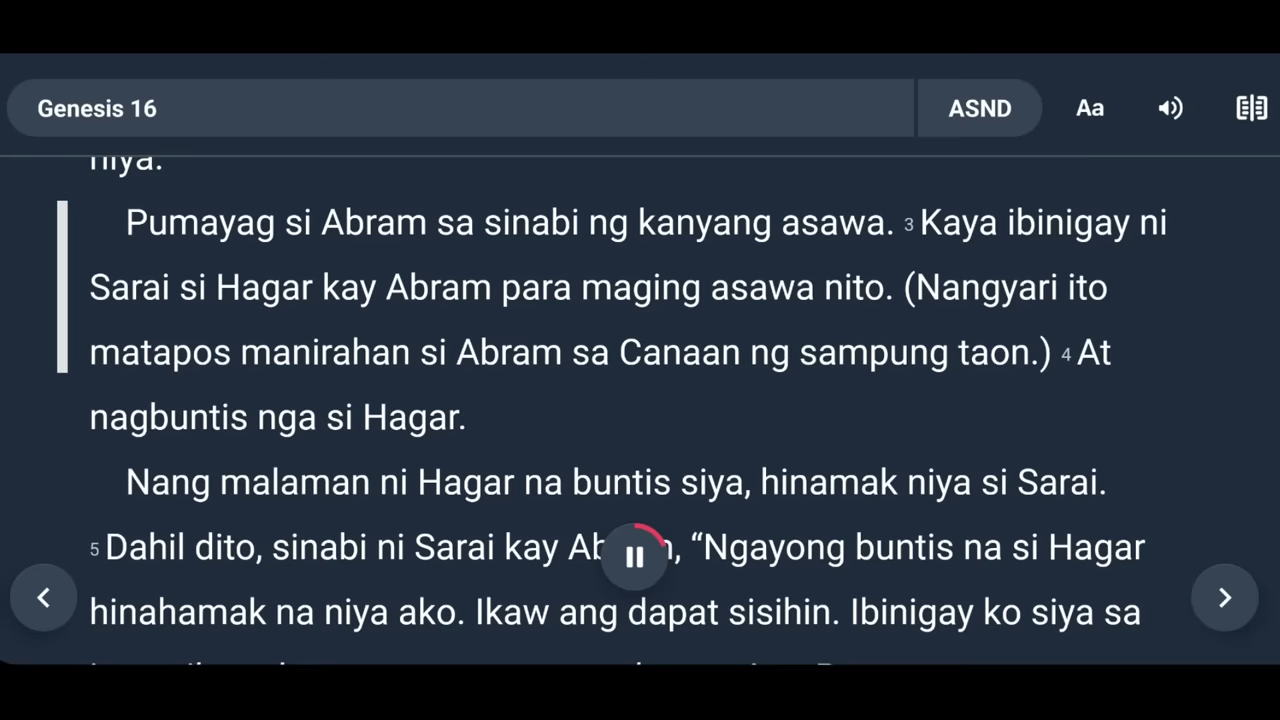 Genesis 16
ASND
Aa
niya.
Pumayag si Abram sa sinabi ng kanyang asawa. 3 Kaya ibinigay ni
Sarai si Hagar kay Abram para maging asawa nito. (Nangyari ito
matapos manirahan si Abram sa Canaan ng sampung taon.) 4 At
nagbuntis nga si Hagar.
Nang malaman ni Hagar na buntis siya, hinamak niya si Sarai.
5 Dahil dito, sinabi ni Sarai kay Abram, “Ngayong buntis na si Hagar
hinahamak na niya ako. Ikaw ang dapat sisihin. Ibinigay ko siya sa